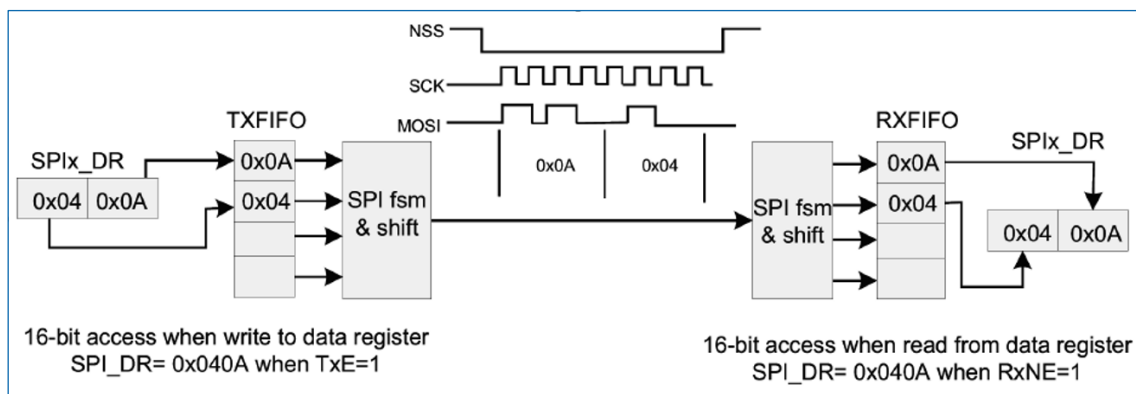 NSS
SCK
MOSI
TXFIFO
RXFIFO
SPIx_DR
SPIx_DR
0x04 0x0A
0x0A
0x04
SPI fsm
& shift
0x0A
0x04
SPI fsm
& shift
0x0A
0x04
0x04 0x0A
16-bit access when write to data register
SPI_DR= 0x040A when TxE=1
16-bit access when read from data register
SPI_DR= 0x040A when RxNE=1